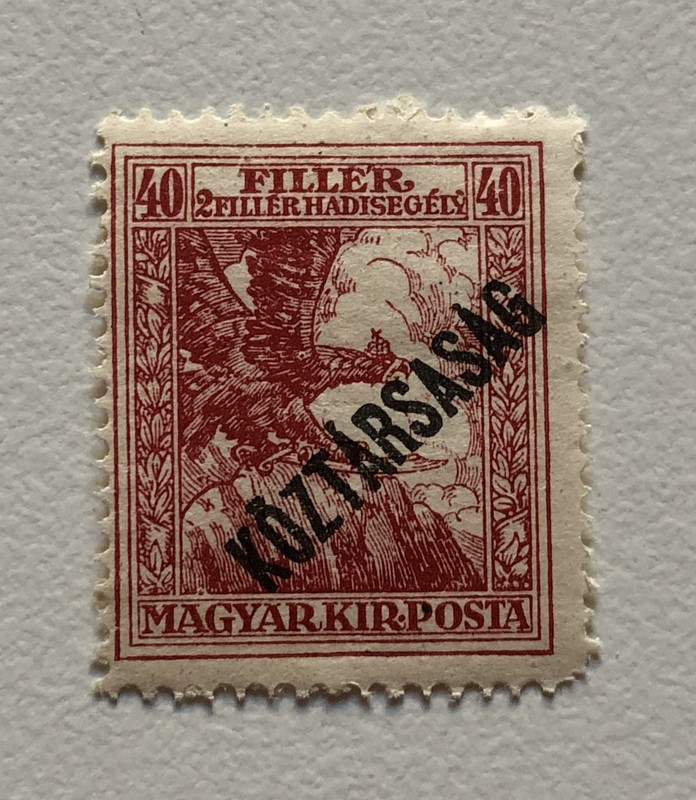 40 FILLÉR 40
2 FILLÉR HADISEGÉLY
KÖZTÁRSASÁG
MAGYAR KIR. POSTA